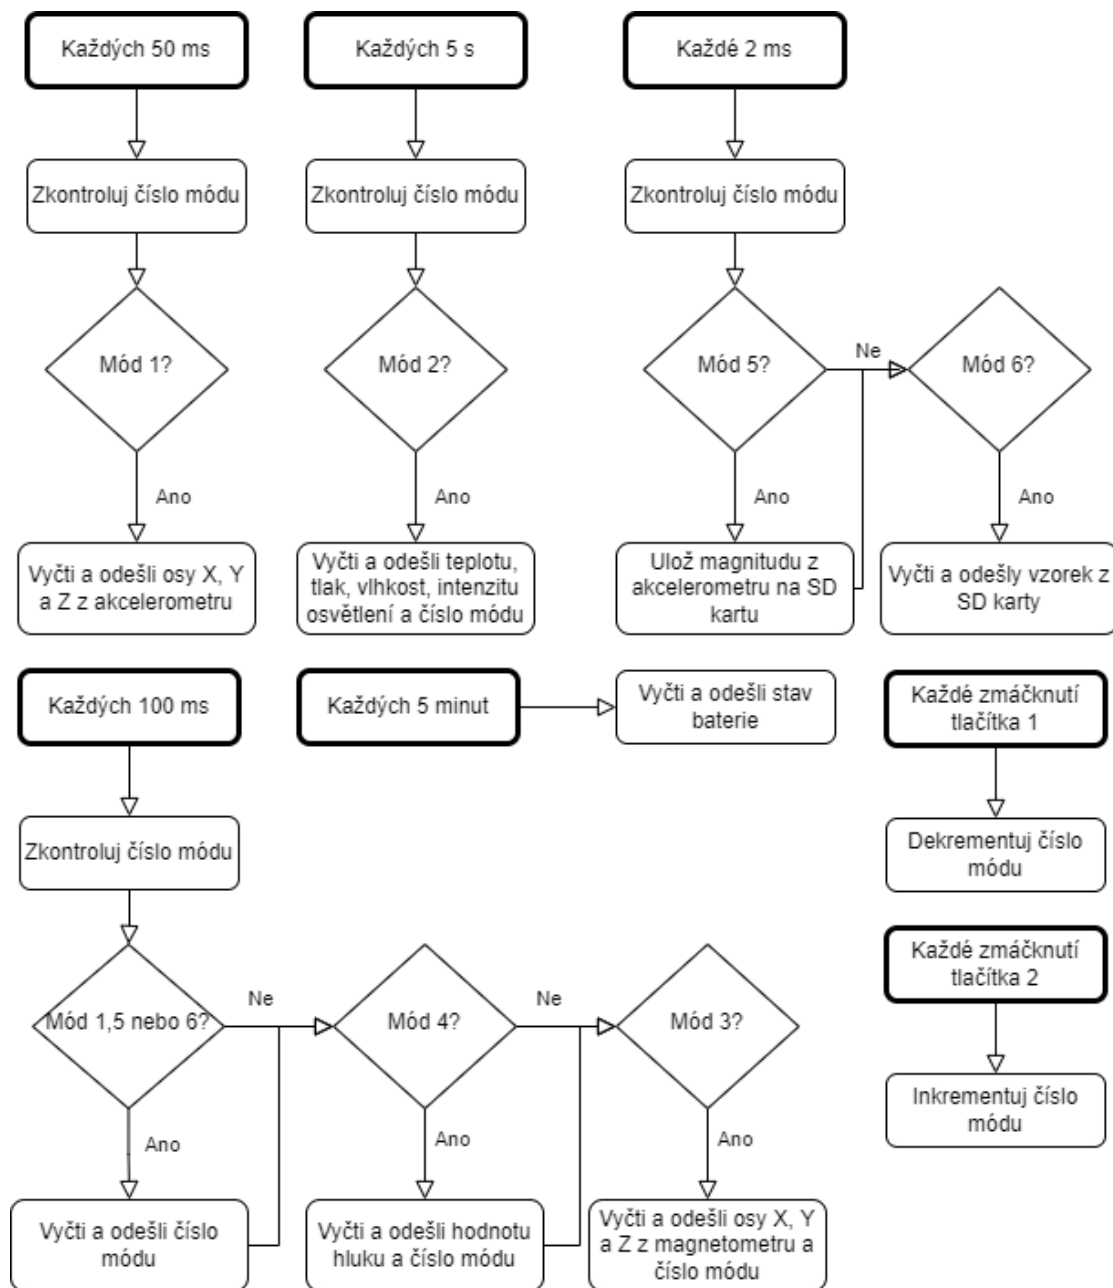 Každých 50 ms
Každých 5 s
Každé 2 ms
Zkontroluj číslo módu
Zkontroluj číslo módu
Zkontroluj číslo módu
Mód 1?
Mód 2?
Mód 5?
Ne
Mód 6?
Ano
Ano
Ano
Ano
Vyčti a odešli osy X, Y
a Z z akcelerometru
Vyčti a odešli teplotu,
tlak, vlhkost, intenzitu
osvětlení a číslo módu
Ulož magnitudu z
akcelerometru na SD
kartu
Vyčti a odešly vzorek z
SD karty
Každých 100 ms
Každých 5 minut
Vyčti a odešli stav
baterie
Každé zmáčknutí
tlačítka 1
Zkontroluj číslo módu
Dekrementuj číslo
módu
Každé zmáčknutí
tlačítka 2
Mód 1,5 nebo 6?
Ne
Mód 4?
Ne
Mód 3?
Inkrementuj číslo
módu
Ano
Ano
Ano
Vyčti a odešli číslo
módu
Vyčti a odešli hodnotu
hluku a číslo módu
Vyčti a odešli osy X, Y
a Z z magnetometru a
číslo módu